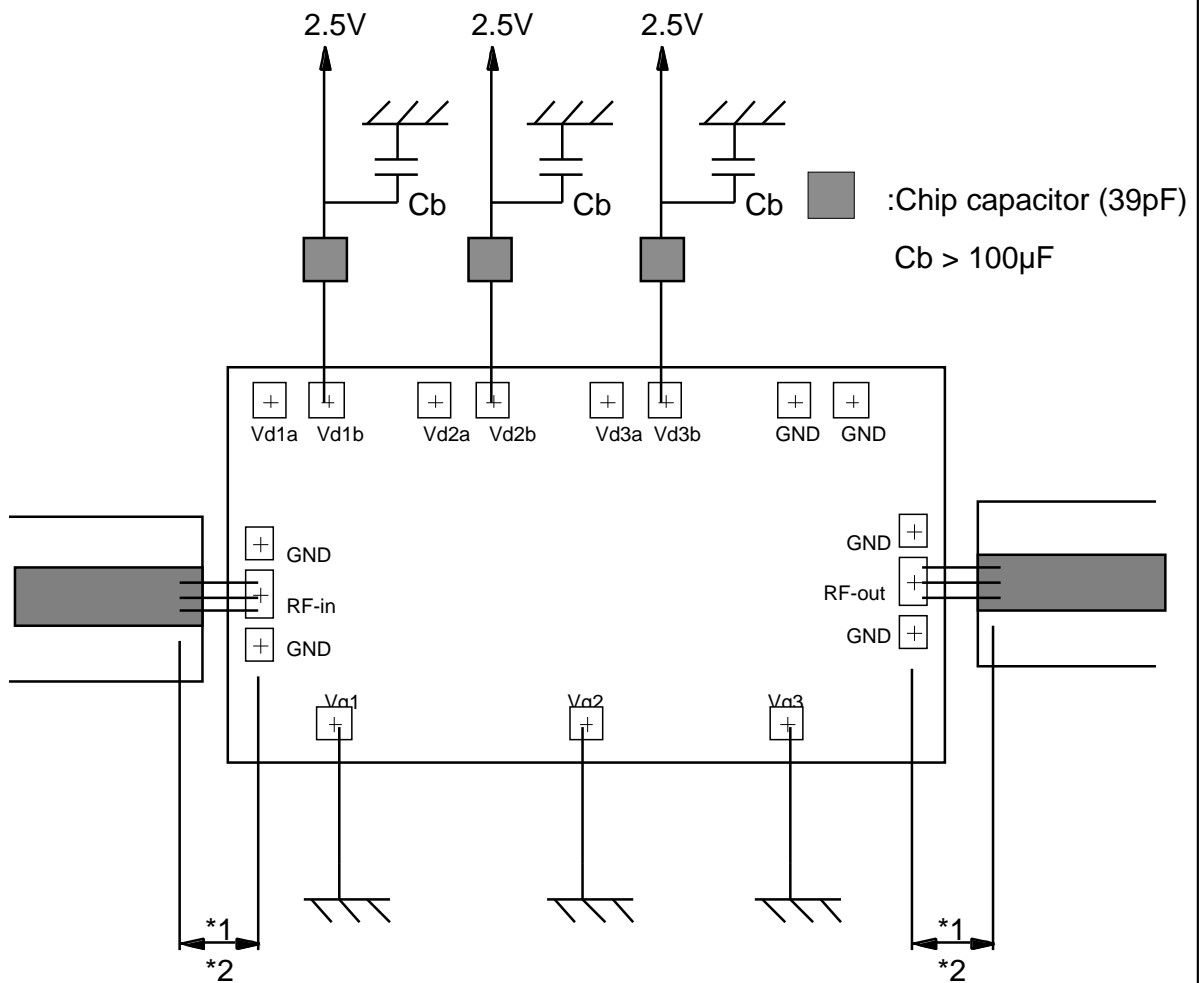 2.5V 2.5V 2.5V
Cb Cb Cb
:Chip capacitor (39pF)
Cb > 100µF
Vd1a Vd1b Vd2a Vd2b Vd3a Vd3b GND GND
GND GND
RF-in RF-out
GND GND
Vg1 Vg2 Vg3
*1 *1
*2 *2